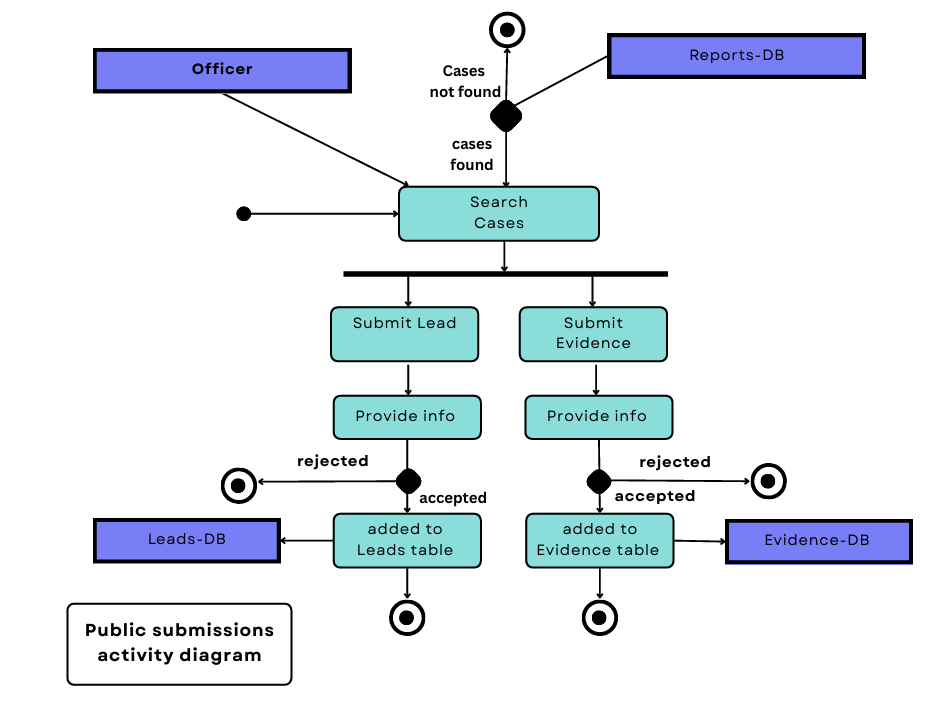 Officer
Reports-DB
Cases
not found
cases
found
Search
Cases
Submit Lead
Submit
Evidence
Provide info
Provide info
rejected
rejected
accepted
accepted
Leads-DB
added to
Leads table
added to
Evidence table
Evidence-DB
Public submissions
activity diagram